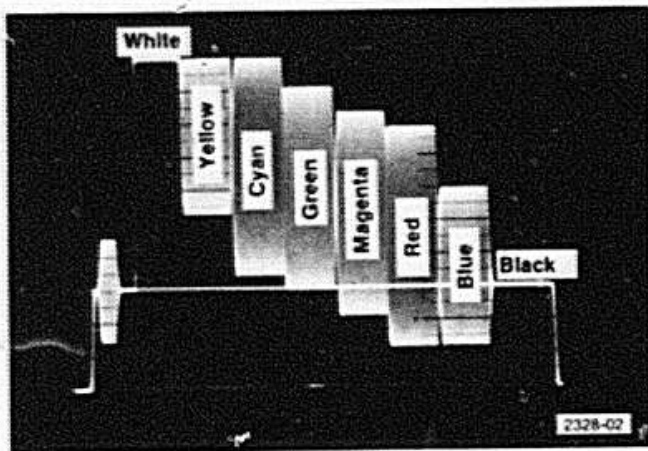 White
Yellow
Cyan
Green
Magenta
Red
Blue
Black
2328-02